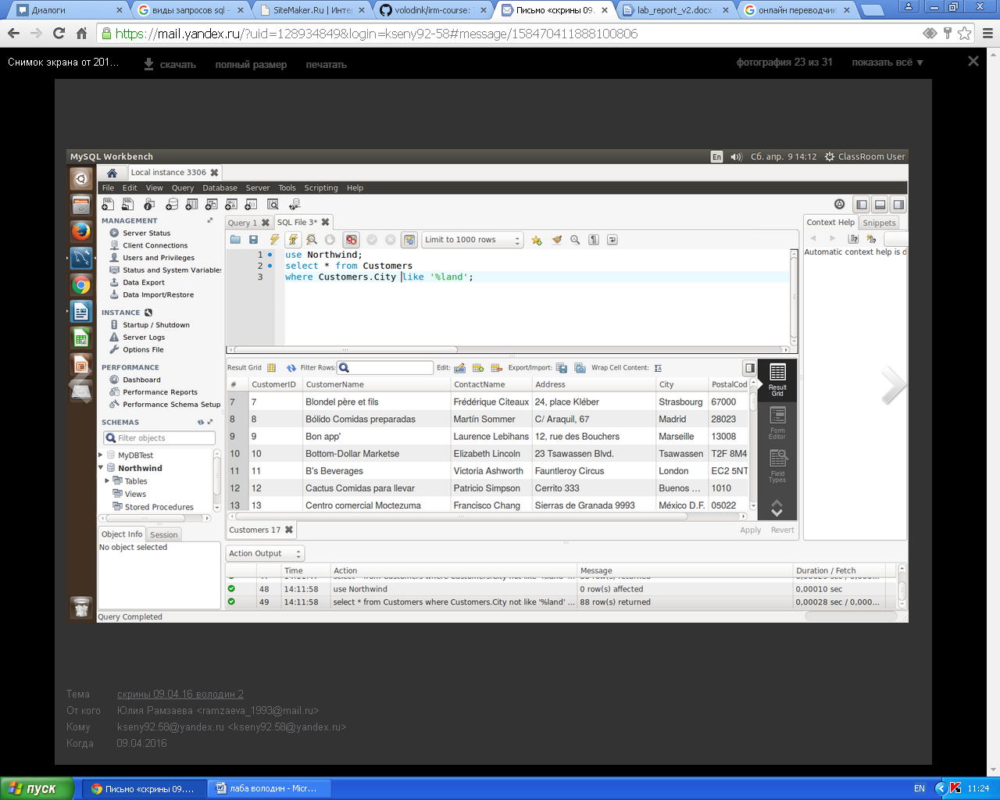 Диалоги
виды запросов sql -
SiteMaker.Ru | Инте
volodink/irm-course:
Письмо «скрины 09.
lab_report_v2.docx -
онлайн переводчик
https://mail.yandex.ru/?uid=128934849&login=kseny92-58#message/158470411888100806
Снимок экрана от 201...
скачать
полный размер
печатать
фотография 23 из 31
показать всё
MySQL Workbench
En
Сб. апр. 9 14:12
ClassRoom User
Local instance 3306
File Edit View Query Database Server Tools Scripting Help
MANAGEMENT
Server Status
Client Connections
Users and Privileges
Status and System Variables
Data Export
Data Import/Restore
INSTANCE
Startup / Shutdown
Server Logs
Options File
PERFORMANCE
Dashboard
Performance Reports
Performance Schema Setup
SCHEMAS
Filter objects
MyDBTest
Northwind
Tables
Views
Stored Procedures
Object Info
Session
No object selected
Query 1
SQL File 3*
Limit to 1000 rows
1 use Northwind;
2 select * from Customers
3 where Customers.City like '%land';
Context Help
Snippets
Automatic context help is d
Result Grid
Filter Rows:
Edit:
Export/Import:
Wrap Cell Content:
# CustomerID CustomerName ContactName Address City PostalCod
7 7 Blondel père et fils Frédérique Citeaux 24, place Kléber Strasbourg 67000
8 8 Bólido Comidas preparadas Martín Sommer C/ Araquil, 67 Madrid 28023
9 9 Bon app' Laurence Lebihans 12, rue des Bouchers Marseille 13008
10 10 Bottom-Dollar Marketse Elizabeth Lincoln 23 Tsawassen Blvd. Tsawassen T2F 8M4
11 11 B's Beverages Victoria Ashworth Fauntleroy Circus London EC2 5NT
12 12 Cactus Comidas para llevar Patricio Simpson Cerrito 333 Buenos ... 1010
13 13 Centro comercial Moctezuma Francisco Chang Sierras de Granada 9993 México D.F. 05022
Result
Grid
Form
Editor
Field
Types
Customers 17
Apply
Revert
Action Output
Time Action Message Duration / Fetch
48 14:11:58 use Northwind 0 row(s) affected 0,00010 sec
49 14:11:58 select * from Customers where Customers.City not like '%land' ... 88 row(s) returned 0,00028 sec / 0,000...
Query Completed
Тема скрины 09.04.16 володин 2
От кого Юлия Рамзаева <ramzaeva_1993@mail.ru>
Кому kseny92.58@yandex.ru <kseny92.58@yandex.ru>
Когда 09.04.2016
пуск
Письмо «скрины 09....
лаба володин - Micr...
EN
11:24